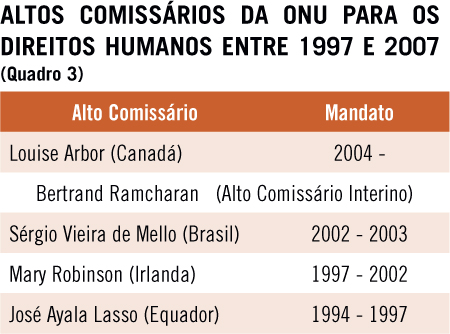 ALTOS COMISSÁRIOS DA ONU PARA OS
DIREITOS HUMANOS ENTRE 1997 E 2007
(Quadro 3)
Alto Comissário Mandato
Louise Arbor (Canadá) 2004 -
Bertrand Ramcharan (Alto Comissário Interino)
Sérgio Vieira de Mello (Brasil) 2002 - 2003
Mary Robinson (Irlanda) 1997 - 2002
José Ayala Lasso (Equador) 1994 - 1997